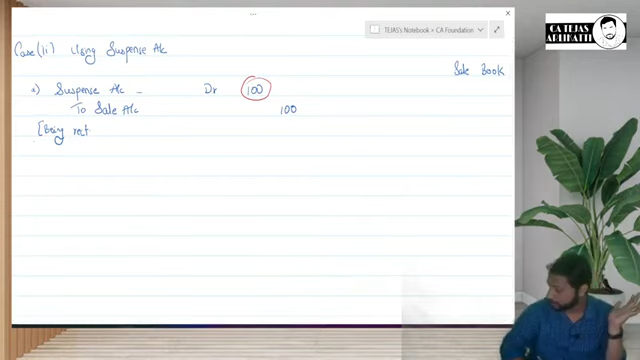 TEJAS's Notebook > CA Foundation
CA TEJAS
ARLIKATTI
Case (ii) Using Suspense A/c
Sale Book
i) Suspense A/c - Dr 100
To Sale A/c 100
[Being rect